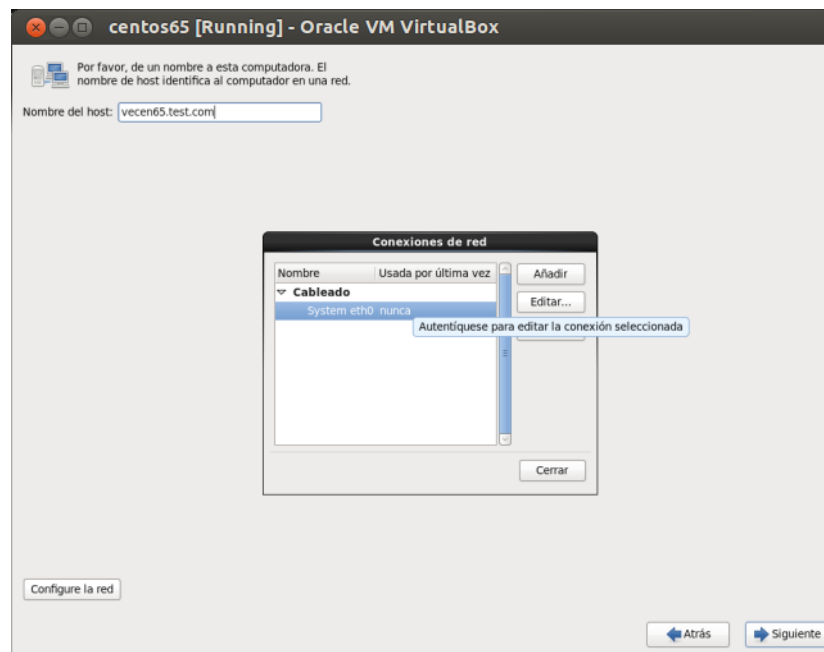 centos65 [Running] - Oracle VM VirtualBox
Por favor, de un nombre a esta computadora. El
nombre de host identifica al computador en una red.
Nombre del host: vecen65.test.com
Conexiones de red
Nombre Usada por última vez Añadir
Cableado
Editar...
System eth0 nunca
Autentíquese para editar la conexión seleccionada
Cerrar
Configure la red
Atrás Siguiente